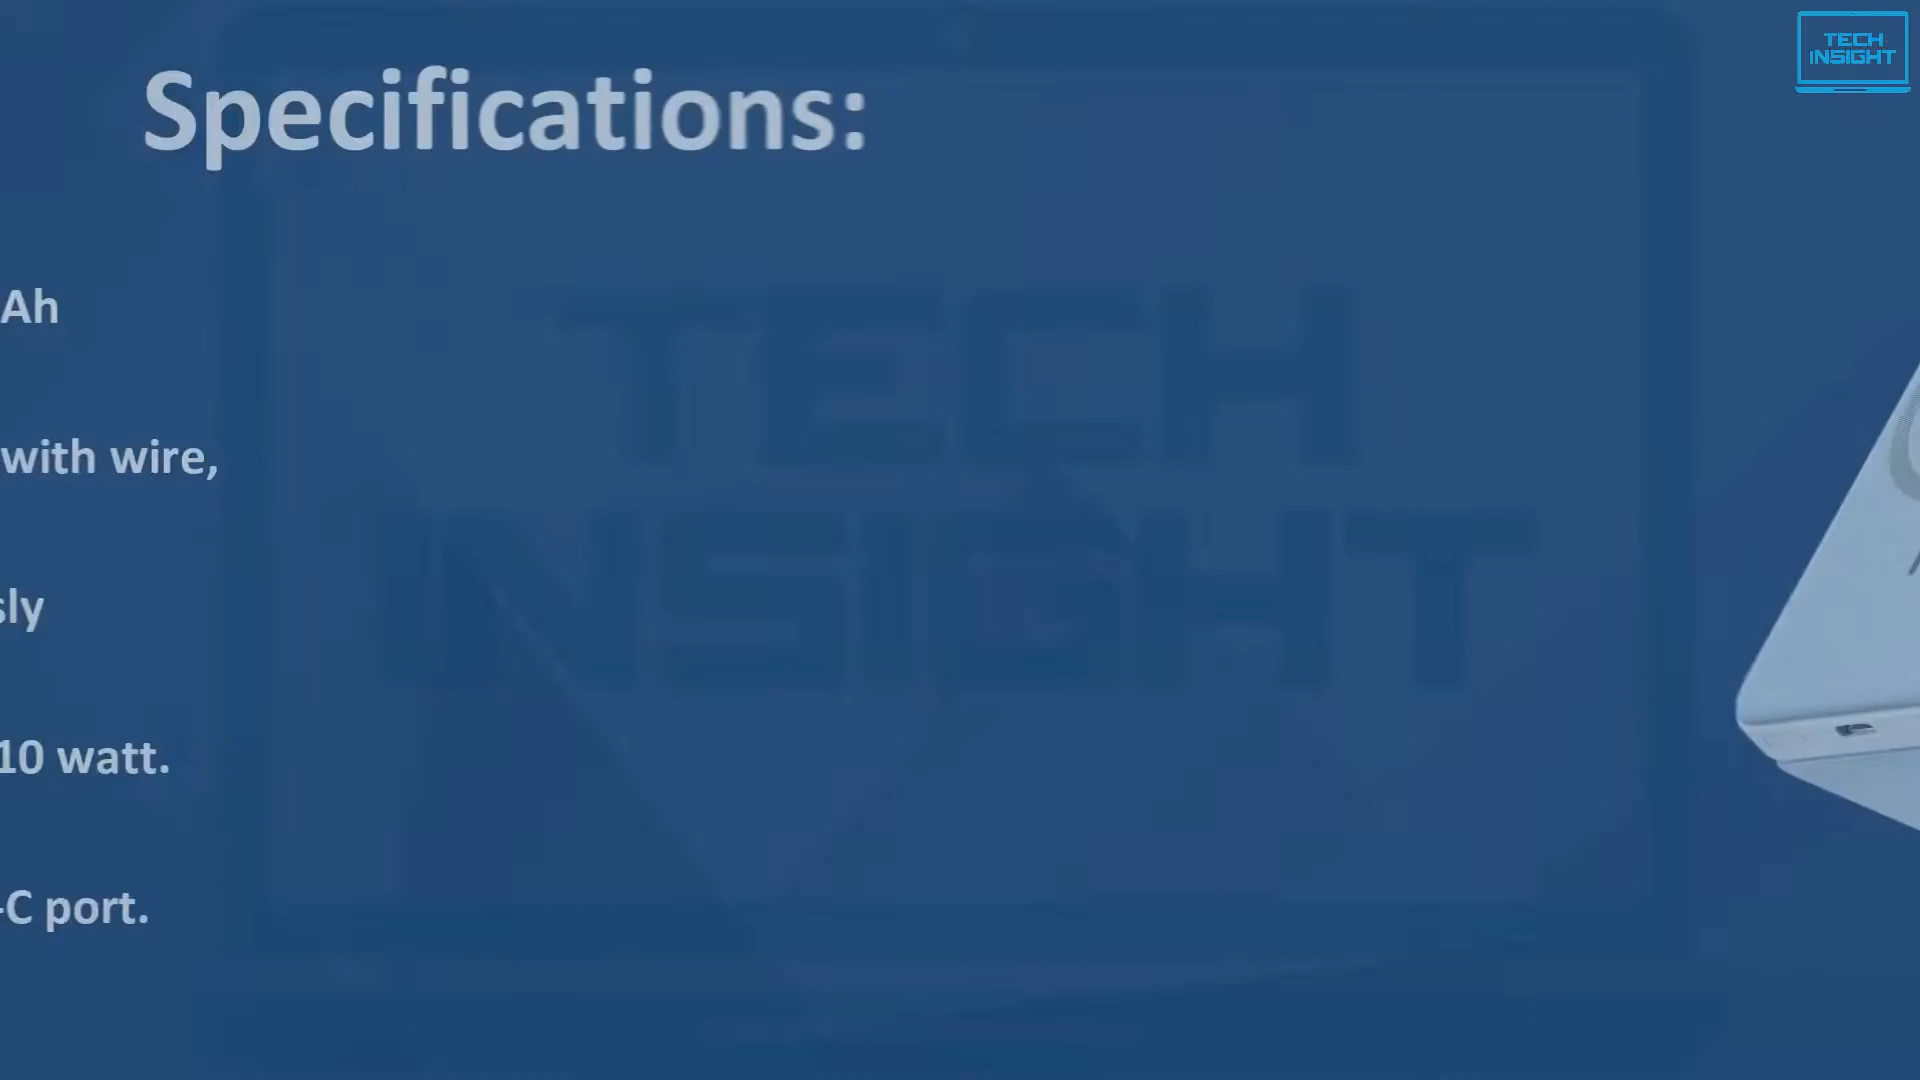 TECH
INSIGHT
Specifications:
Ah
with wire,
sly
10 watt.
-C port.
TECH
INSIGHT